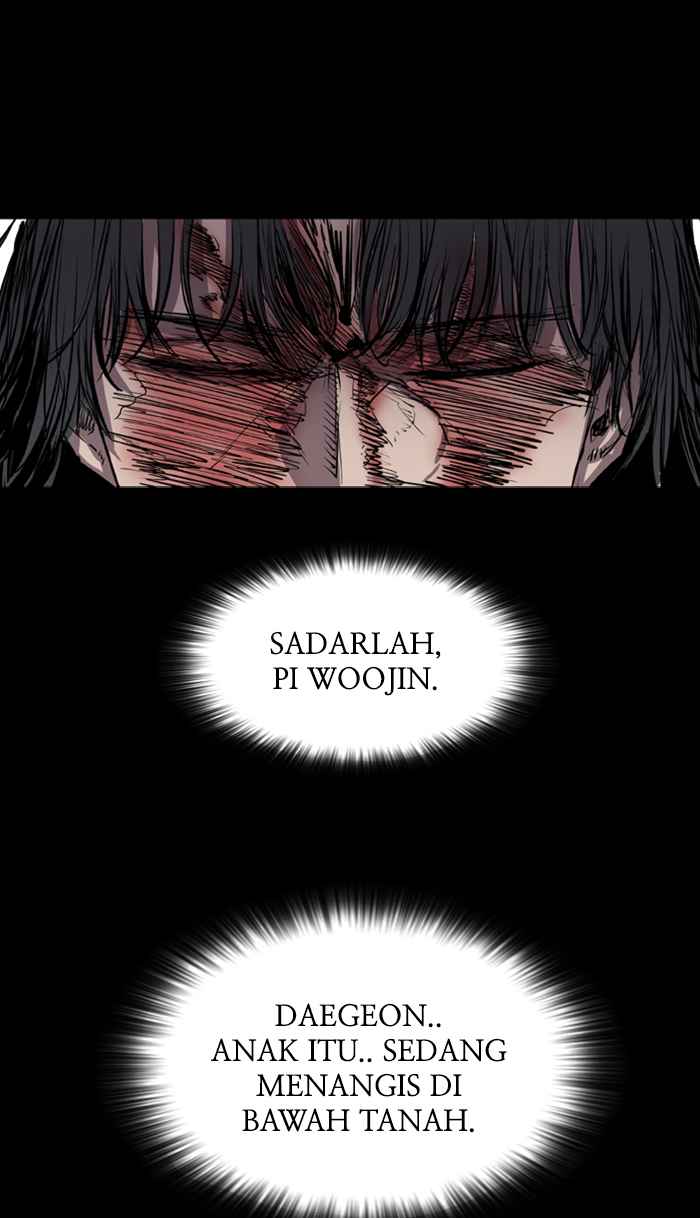 SADARLAH,
PI WOOJIN.
DAEGEON..
ANAK ITU.. SEDANG
MENANGIS DI
BAWAH TANAH.